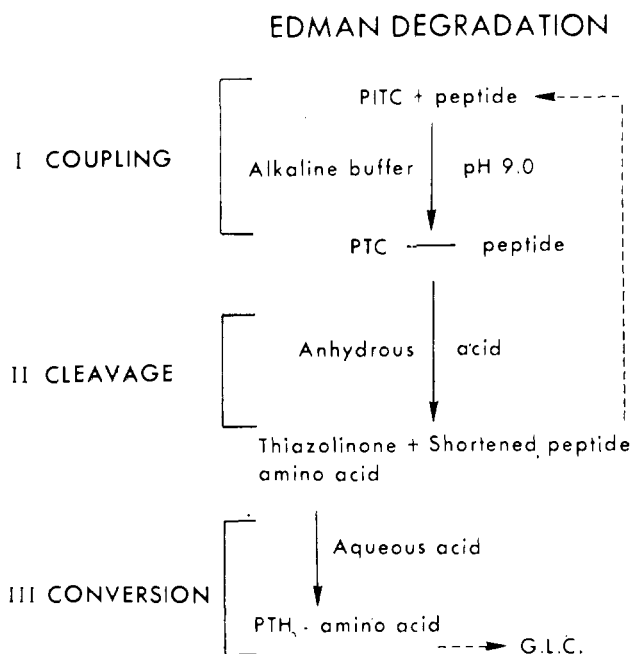 EDMAN DEGRADATION
PITC + peptide
I COUPLING
Alkaline buffer pH 9.0
PTC — peptide
Anhydrous acid
II CLEAVAGE
Thiazolinone + Shortened peptide
amino acid
Aqueous acid
III CONVERSION
PTH - amino acid
G.L.C.